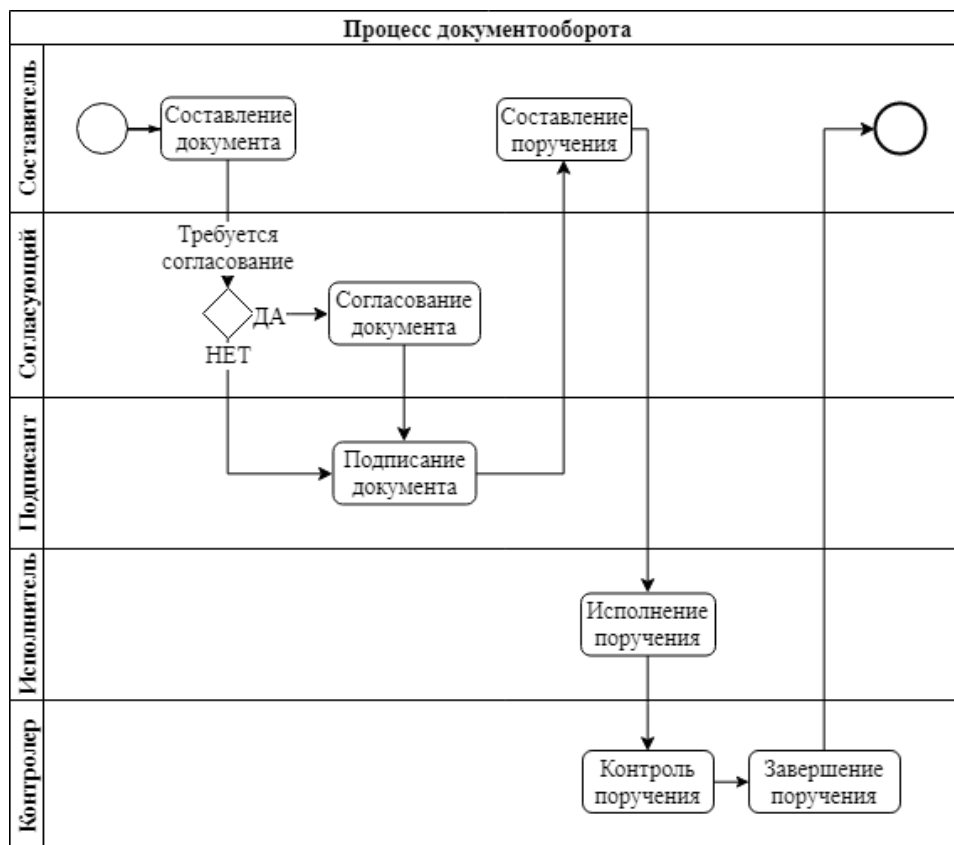 Процесс документооборота
Составитель
Составление
документа
Составление
поручения
Согласующий
Требуется
согласование
ДА
НЕТ
Согласование
документа
Подписант
Подписание
документа
Исполнитель
Исполнение
поручения
Контролер
Контроль
поручения
Завершение
поручения